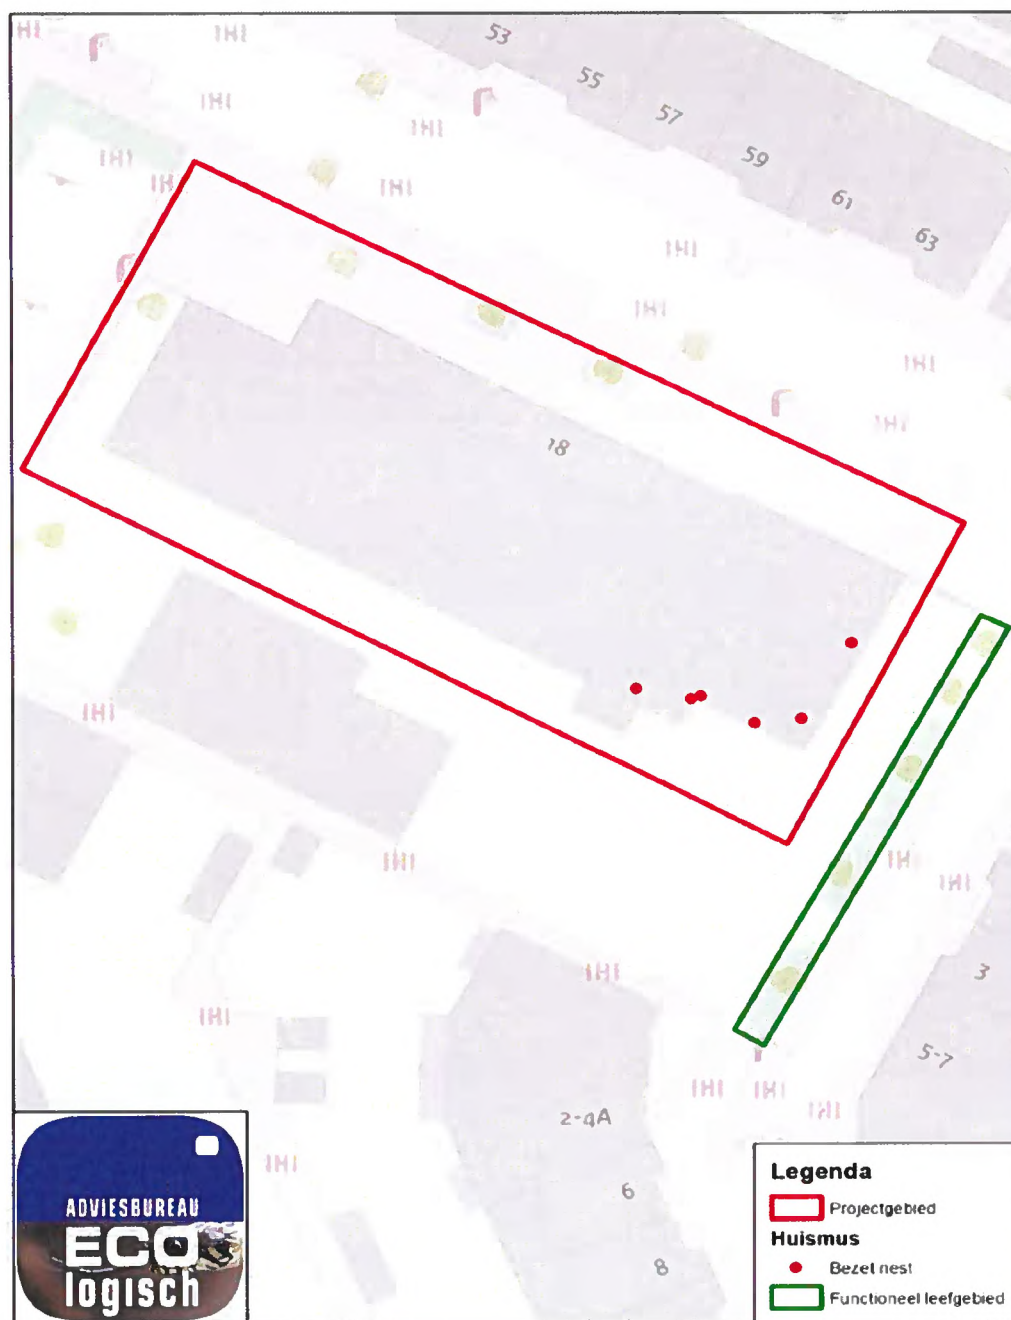 53
55
57
59
61
63
18
3
5-7
2-4A
6
8
ADVIESBUREAU
ECO
logisch
Legenda
Projectgebied
Huismus
Bezet nest
Functioneel leefgebied